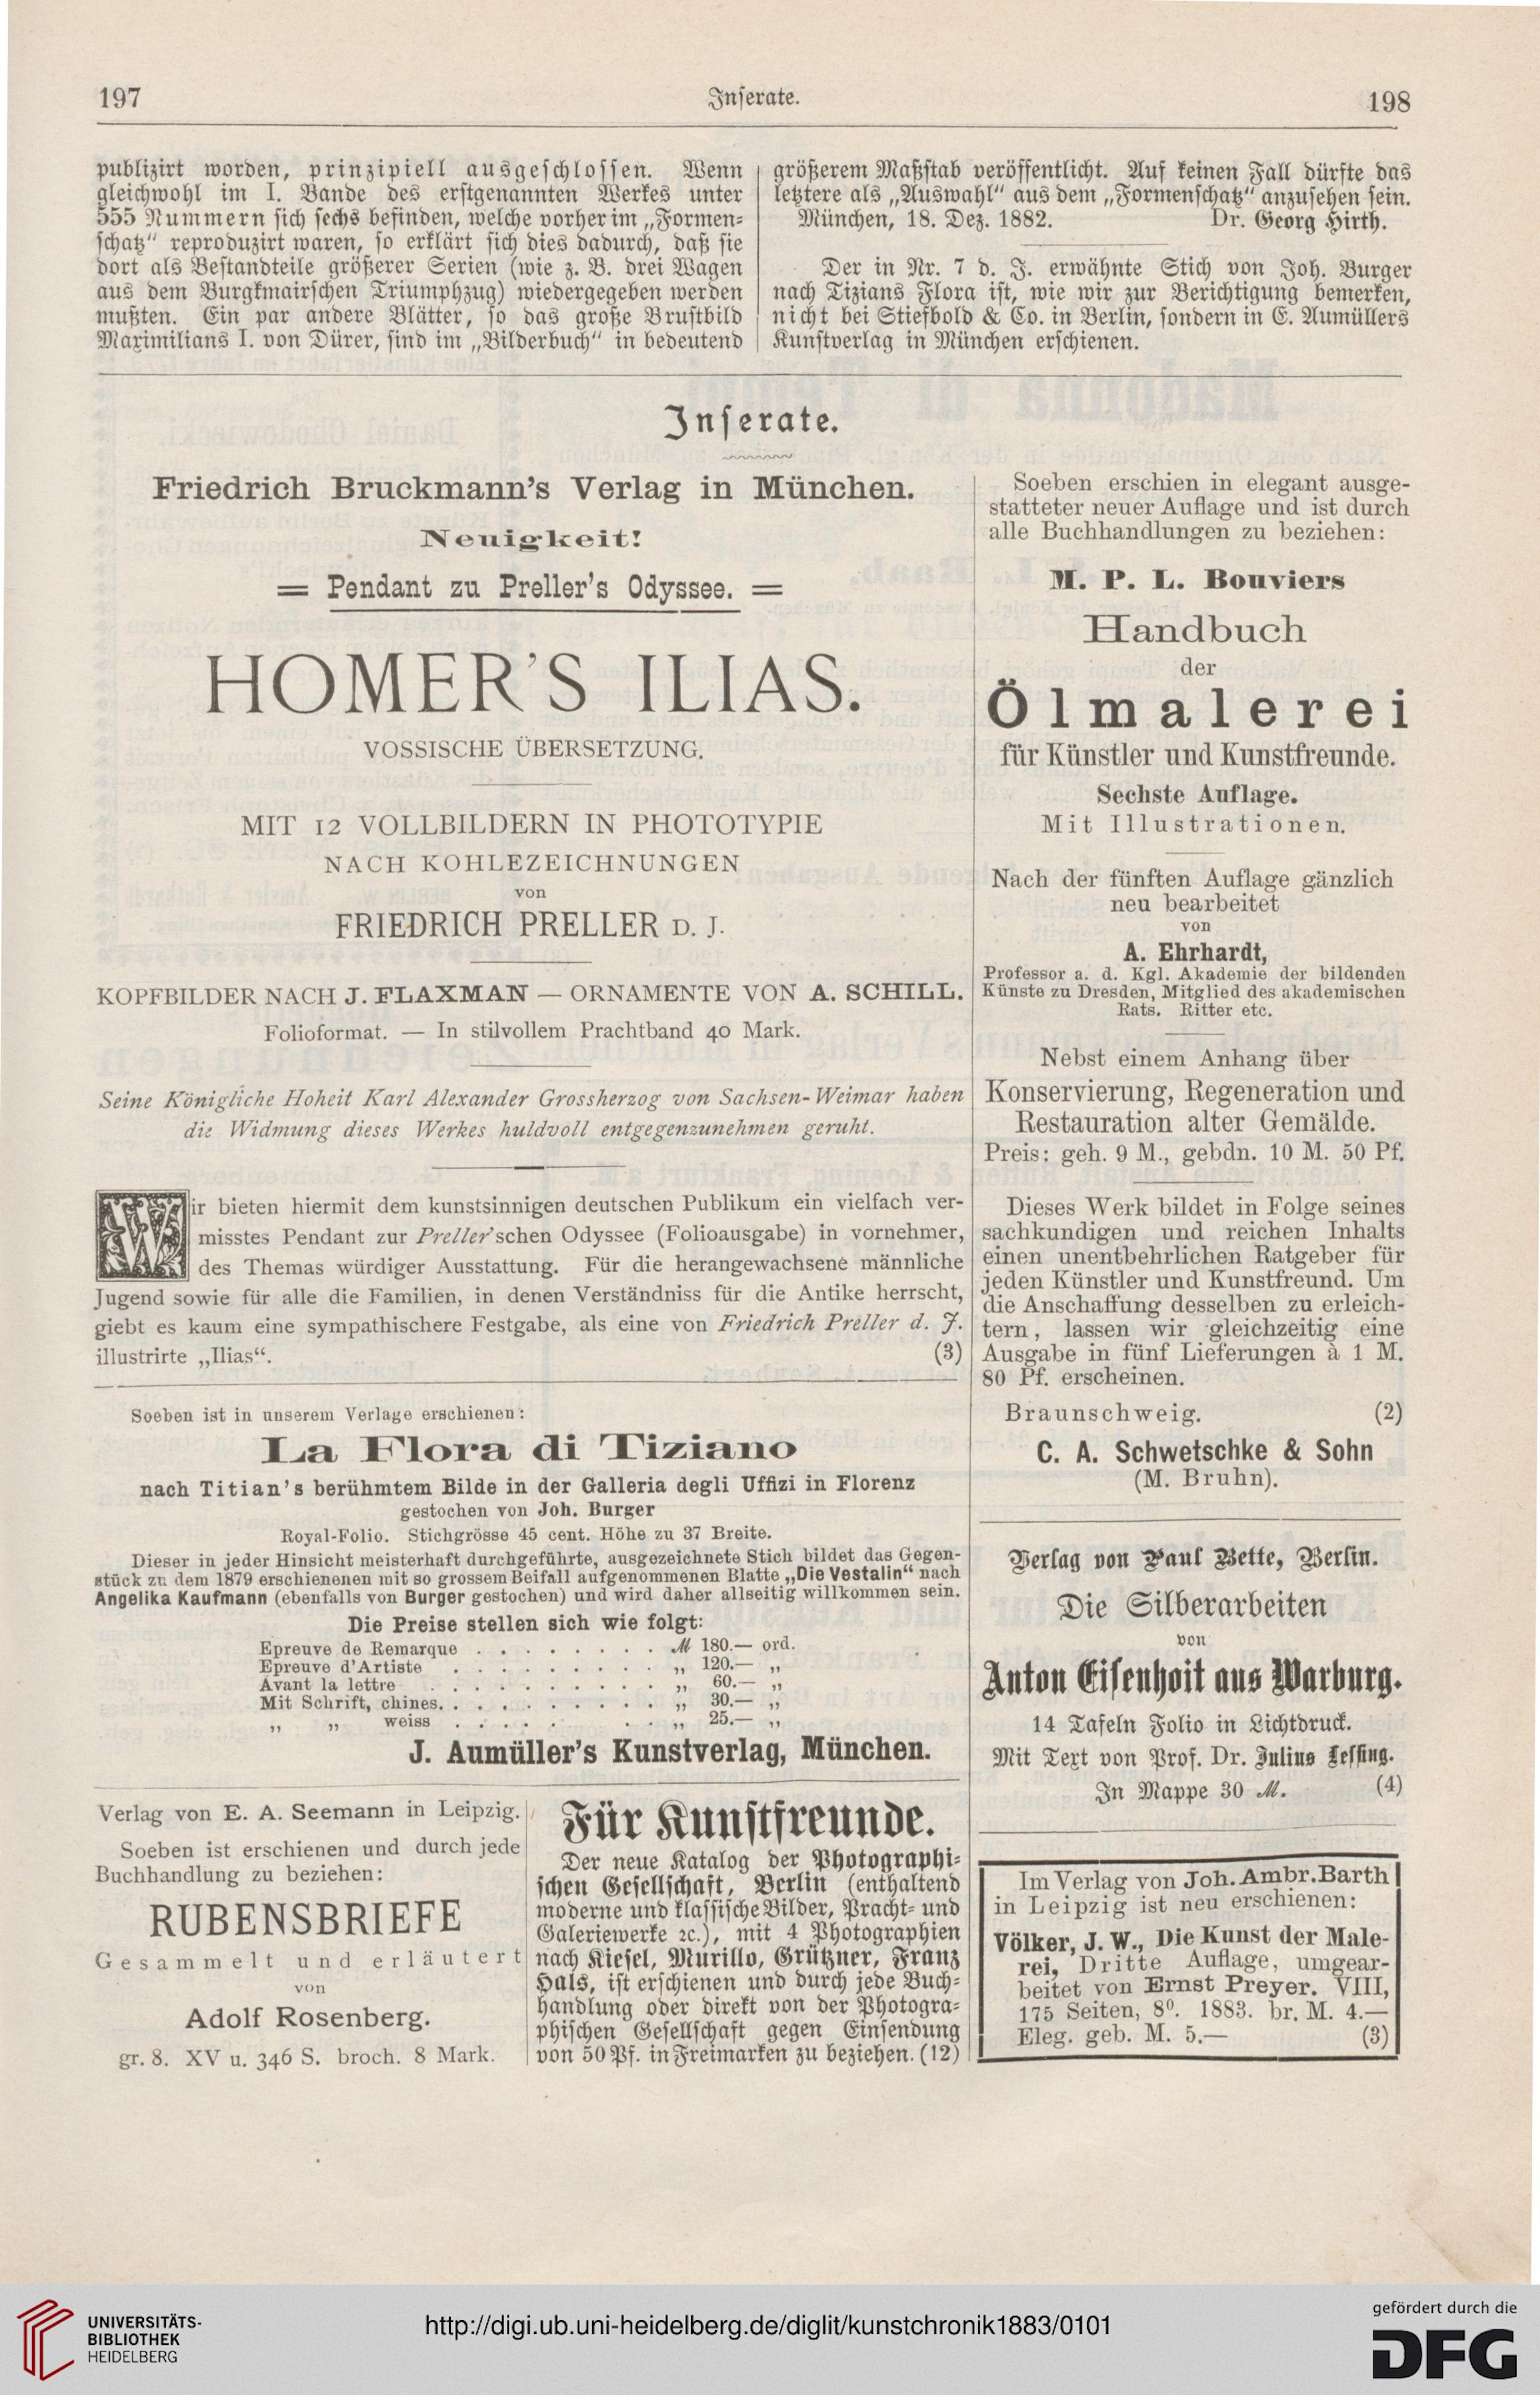 197
Inserate.
198
publizirt worden, prinzipiell ausgeschlossen. Wenn
gleichwohl im I. Bande des erstgenannten Werkes unter
555 Nummern sich sechs befinden, welche vorher im „Formen-
schatz“ reproduzirt waren, so erklärt sich dies dadurch, daß sie
dort als Bestandteile größerer Serien (wie z. B. drei Wagen
aus dem Burgkmairschen Triumphzug) wiedergegeben werden
mußten. Ein par andere Blätter, so das große Brustbild
Maximilians I. von Dürer, sind im „Bilderbuch“ in bedeutend
größerem Maßstab veröffentlicht. Auf keinen Fall dürfte das
letztere als „Auswahl“ aus dem „Formenschatz“ anzusehen sein.
München, 18. Dez. 1882. Dr. Georg Hirth.
Der in Nr. 7 d. J. erwähnte Stich von Joh. Burger
nach Tizians Flora ist, wie wir zur Berichtigung bemerken,
nicht bei Stiefbold & Co. in Berlin, sondern in E. Aumüllers
Kunstverlag in München erschienen.
Inserate.
Friedrich Bruckmann's Verlag in München.
Neuigkeit!
= Pendant zu Preller's Odyssee. =
HOMER'S ILIAS.
VOSSISCHE ÜBERSETZUNG.
MIT 12 VOLLBILDERN IN PHOTOTYPIE
NACH KOHLEZEICHNUNGEN
von
FRIEDRICH PRELLER D. J.
KOPFBILDER NACH J. FLAXMAN — ORNAMENTE VON A. SCHILL.
Folioformat. — In stilvollem Prachtband 40 Mark.
Seine Königliche Hoheit Karl Alexander Grossherzog von Sachsen-Weimar haben
die Widmung dieses Werkes huldvoll entgegenzunehmen geruht.
Wir bieten hiermit dem kunstsinnigen deutschen Publikum ein vielfach ver-
misstes Pendant zur Preller'schen Odyssee (Folioausgabe) in vornehmer,
des Themas würdiger Ausstattung. Für die herangewachsene männliche
Jugend sowie für alle die Familien, in denen Verständniss für die Antike herrscht,
giebt es kaum eine sympathischere Festgabe, als eine von Friedrich Preller d. J.
illustrirte „Ilias“. (3)
Soeben ist in unserem Verlage erschienen:
La Flora di Tiziano
nach Titian's berühmtem Bilde in der Galleria degli Uffizi in Florenz
gestochen von Joh. Burger
Royal-Folio. Stichgrösse 45 cent. Höhe zu 37 Breite.
Dieser in jeder Hinsicht meisterhaft durchgeführte, ausgezeichnete Stich bildet das Gegen-
stück zu dem 1879 erschienenen mit so grossem Beifall aufgenommenen Blatte „Die Vestalin“ nach
Angelika Kaufmann (ebenfalls von Burger gestochen) und wird daher allseitig willkommen sein.
Die Preise stellen sich wie folgt:
Epreuve de Remarque . . . . . . . . ℳ 180.— ord.
Epreuve d'Artiste . . . . . . . . . „ 120.— „
Avant la lettre . . . . . . . . . . „ 60.— „
Mit Schrift, chines. . . . . . . . . . „ 30.— „
„ „ weiss . . . . . . . „ 25.— „
J. Aumüller's Kunstverlag, München.
Verlag von E. A. Seemann in Leipzig.
Soeben ist erschienen und durch jede
Buchhandlung zu beziehen:
RUBENSBRIEFE
Gesammelt und erläutert
von
Adolf Rosenberg.
gr. 8. XV u. 346 S. broch. 8 Mark.
Für Kunstfreunde.
Der neue Katalog der Photographi-
schen Gesellschaft, Berlin (enthaltend
moderne und klassische Bilder, Pracht- und
Galeriewerke ꝛc.), mit 4 Photographien
nach Kiesel, Murillo, Grützner, Franz
Hals, ist erschienen und durch jede Buch-
handlung oder direkt von der Photogra-
phischen Gesellschaft gegen Einsendung
von 50 Pf. in Freimarken zu beziehen. (12)
Soeben erschien in elegant ausge-
statteter neuer Auflage und ist durch
alle Buchhandlungen zu beziehen:
M. P. L. Bouviers
Handbuch
der
Ölmalerei
für Künstler und Kunstfreunde.
Sechste Auflage.
Mit Illustrationen.
Nach der fünften Auflage gänzlich
neu bearbeitet
von
A. Ehrhardt,
Professor a. d. Kgl. Akademie der bildenden
Künste zu Dresden, Mitglied des akademischen
Rats. Ritter etc.
Nebst einem Anhang über
Konservierung, Regeneration und
Restauration alter Gemälde.
Preis: geh. 9 M., gebdn. 10 M. 50 Pf.
Dieses Werk bildet in Folge seines
sachkundigen und reichen Inhalts
einen unentbehrlichen Ratgeber für
jeden Künstler und Kunstfreund. Um
die Anschaffung desselben zu erleich-
tern, lassen wir gleichzeitig eine
Ausgabe in fünf Lieferungen à 1 M.
80 Pf. erscheinen.
Braunschweig. (2)
C. A. Schwetschke & Sohn
(M. Bruhn).
Verlag von Paul Bette, Berlin.
Die Silberarbeiten
von
Anton Eisenhoit aus Warburg.
14 Tafeln Folio in Lichtdruck.
Mit Text von Prof. Dr. Julius Lessing.
In Mappe 30 ℳ. (4)
Im Verlag von Joh. Ambr. Barth
in Leipzig ist neu erschienen:
Völker, J. W., Die Kunst der Male-
rei, Dritte Auflage, umgear-
beitet von Ernst Preyer. VIII,
175 Seiten, 8⁰. 1883. br. M. 4.—
Eleg. geb. M. 5.— (3)
UNIVERSITÄTS-
BIBLIOTHEK
HEIDELBERG
http://digi.ub.uni-heidelberg.de/diglit/kunstchronik1883/0101
gefördert durch die
DFG